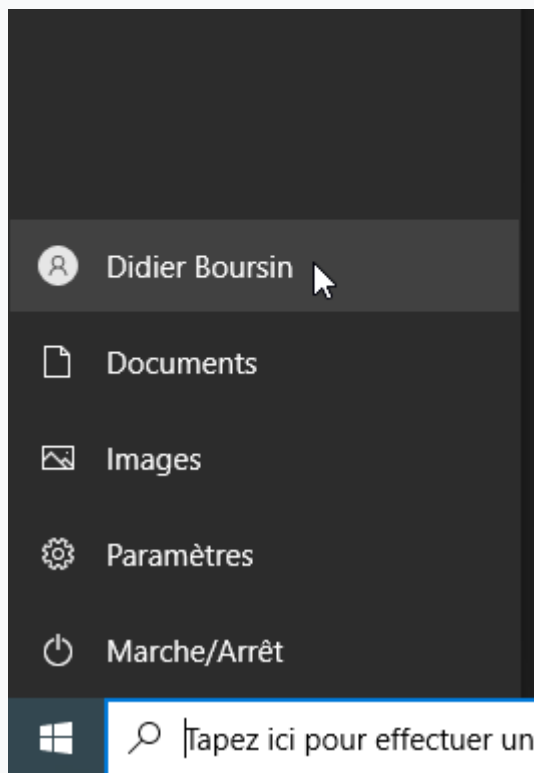 Didier Boursin
Documents
Images
Paramètres
Marche/Arrêt
Tapez ici pour effectuer un